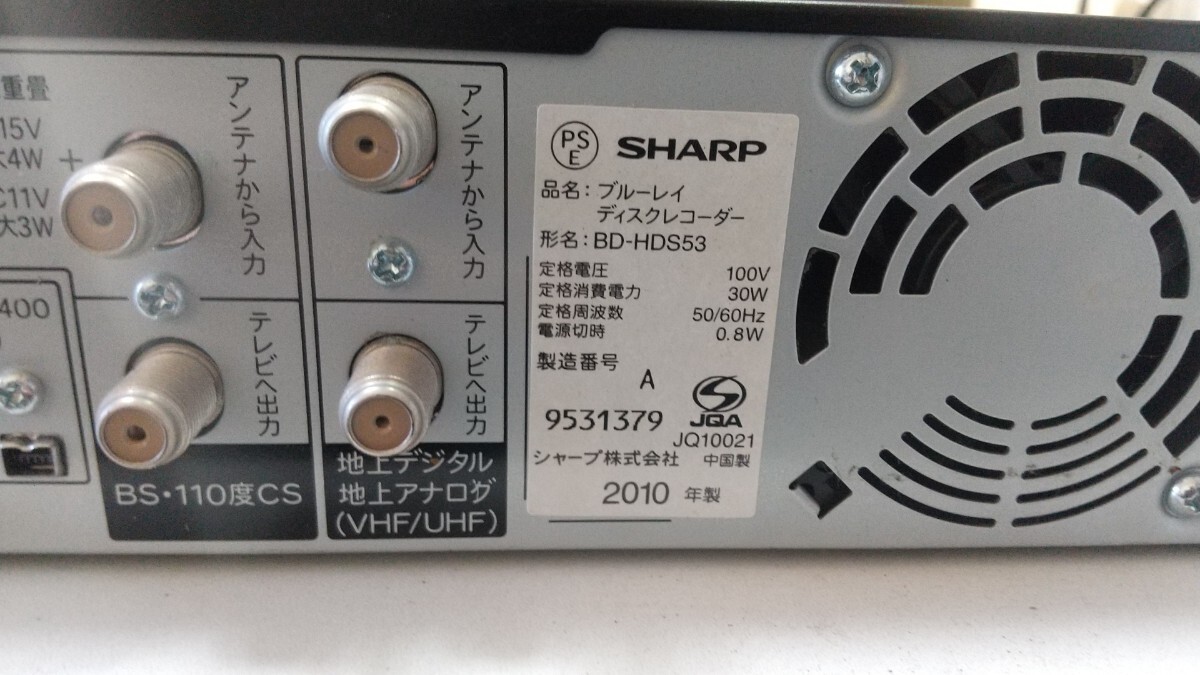 重畳
15V
大4W
C11V
大3W
アンテナから入力
アンテナから入力
400
テレビへ出力
テレビへ出力
BS・110度CS
地上デジタル
地上アナログ
(VHF/UHF)
PS
E
SHARP
品名:ブルーレイ
ディスクレコーダー
形名:BD-HDS53
定格電圧 100V
定格消費電力 30W
定格周波数 50/60Hz
電源切時 0.8W
製造番号
A
9531379
JQA
JQ10021
シャープ株式会社 中国製
2010 年製